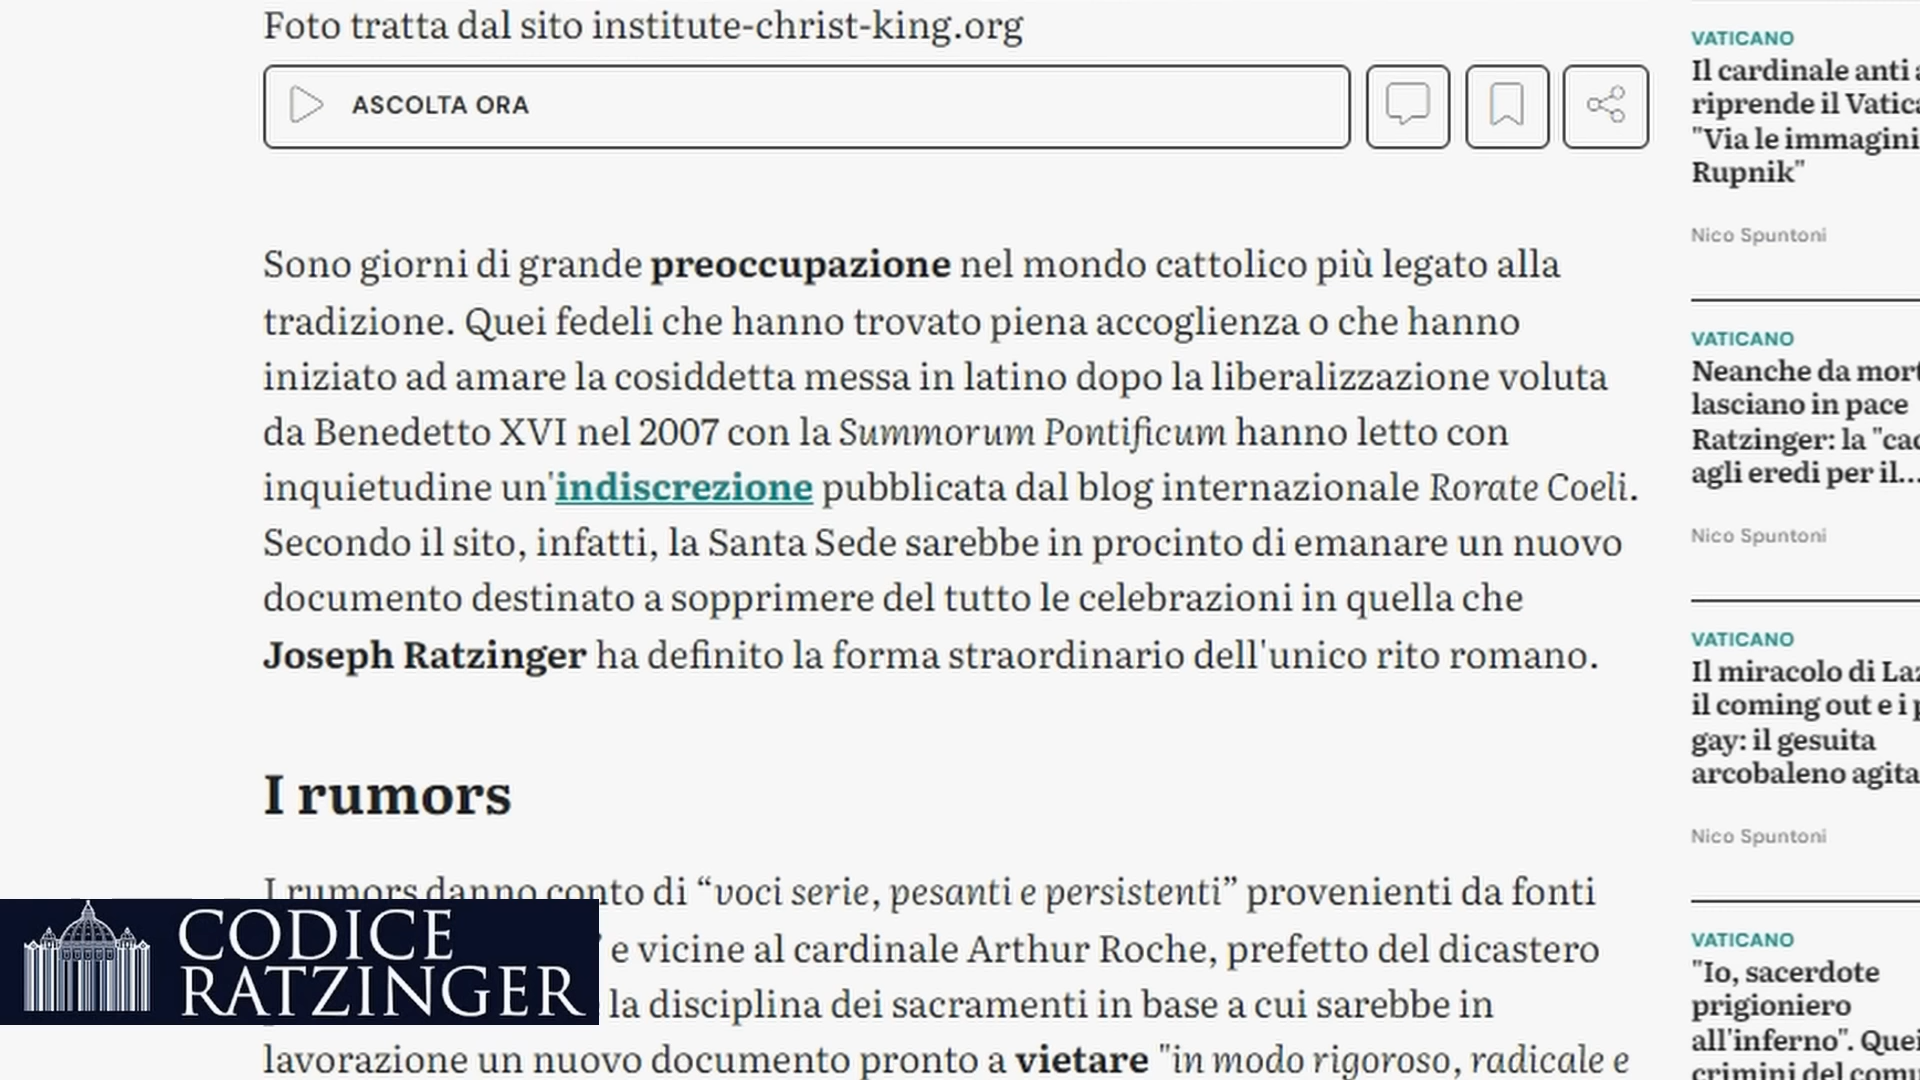 Foto tratta dal sito institute-christ-king.org
ASCOLTA ORA
Sono giorni di grande preoccupazione nel mondo cattolico più legato alla
tradizione. Quei fedeli che hanno trovato piena accoglienza o che hanno
iniziato ad amare la cosiddetta messa in latino dopo la liberalizzazione voluta
da Benedetto XVI nel 2007 con la Summorum Pontificum hanno letto con
inquietudine un'indiscrezione pubblicata dal blog internazionale Rorate Coeli.
Secondo il sito, infatti, la Santa Sede sarebbe in procinto di emanare un nuovo
documento destinato a sopprimere del tutto le celebrazioni in quella che
Joseph Ratzinger ha definito la forma straordinario dell'unico rito romano.
I rumors
I rumors danno conto di “voci serie, pesanti e persistenti” provenienti da fonti
e vicine al cardinale Arthur Roche, prefetto del dicastero
la disciplina dei sacramenti in base a cui sarebbe in
lavorazione un nuovo documento pronto a vietare "in modo rigoroso, radicale e
CODICE
RATZINGER
VATICANO
Il cardinale anti
riprende il
"Via le immagini
Rupnik"
Nico Spuntoni
VATICANO
Neanche da
lasciano in pace
Ratzinger: la
agli eredi per il...
Nico Spuntoni
VATICANO
Il miracolo di
il coming out e i
gay: il gesuita
arcobaleno agita
Nico Spuntoni
VATICANO
"Io, sacerdote
prigioniero
all'inferno".
crimini del